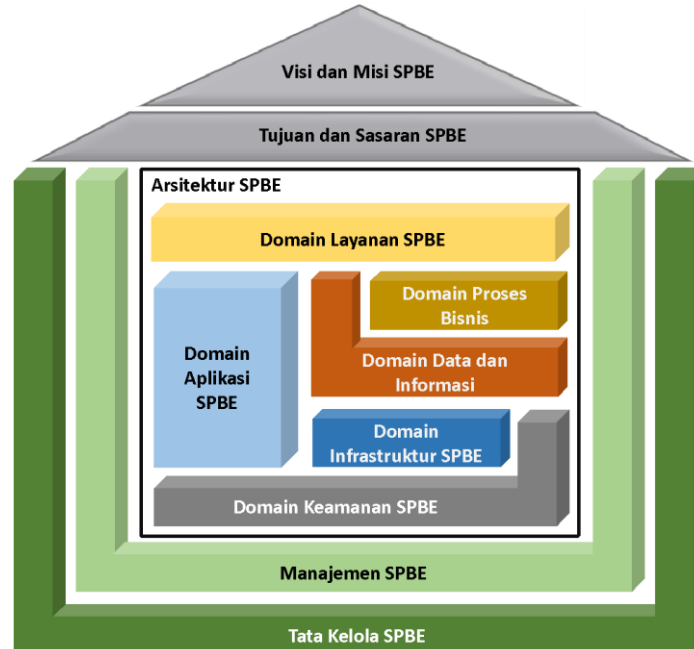 Visi dan Misi SPBE
Tujuan dan Sasaran SPBE
Arsitektur SPBE
Domain Layanan SPBE
Domain Proses
Bisnis
Domain
Aplikasi
SPBE
Domain Data dan
Informasi
Domain
Infrastruktur SPBE
Domain Keamanan SPBE
Manajemen SPBE
Tata Kelola SPBE